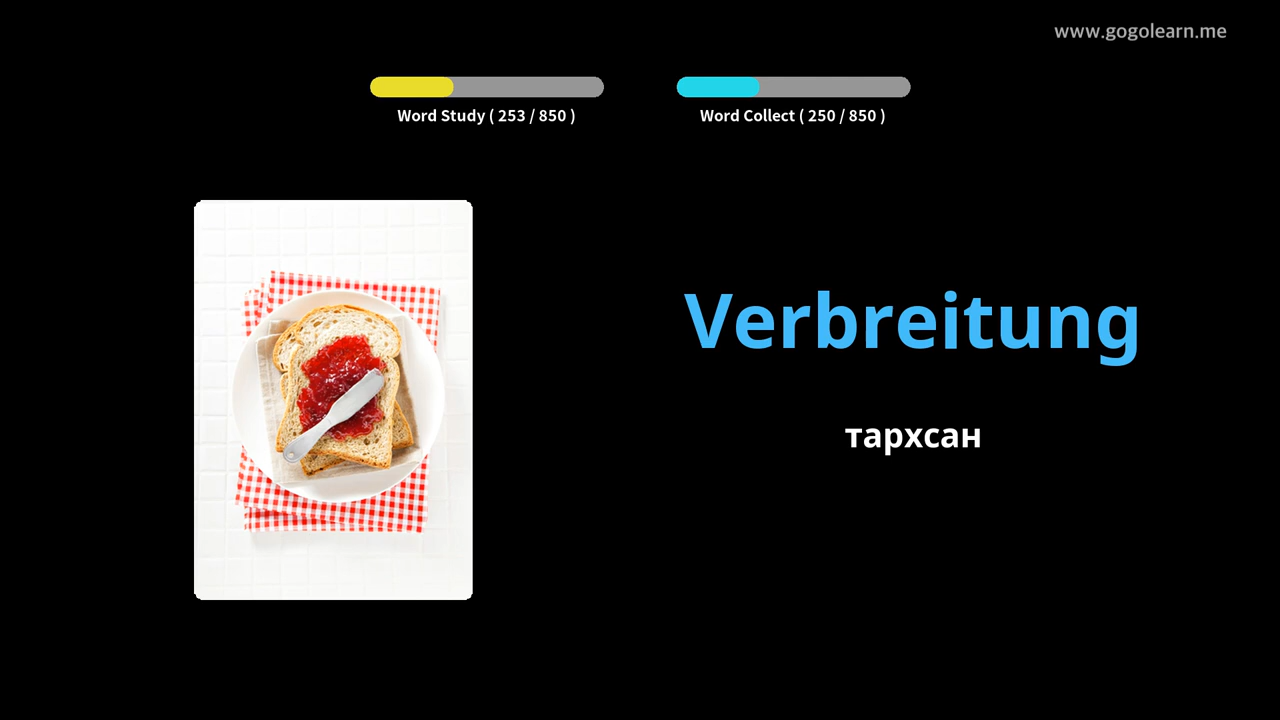 www.gogolearn.me
Word Study ( 253 / 850 )
Word Collect ( 250 / 850 )
Verbreitung
тархсан